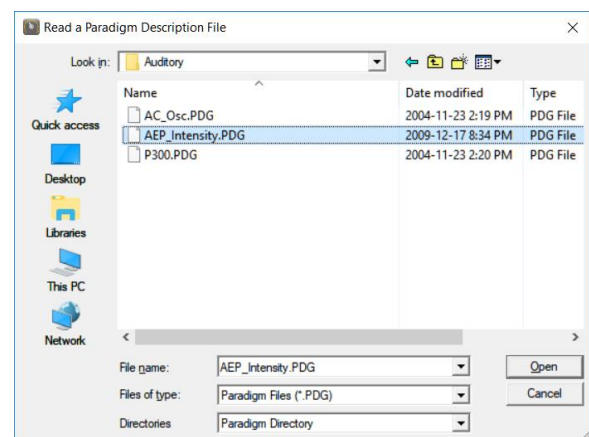 Read a Paradigm Description File
Look in: Auditory
Name Date modified Type
AC_Osc.PDG 2004-11-23 2:19 PM PDG File
AEP_Intensity.PDG 2009-12-17 8:34 PM PDG File
P300.PDG 2004-11-23 2:20 PM PDG File
Quick access
Desktop
Libraries
This PC
Network
File name: AEP_Intensity.PDG Open
Files of type: Paradigm Files (*.PDG) Cancel
Directories Paradigm Directory